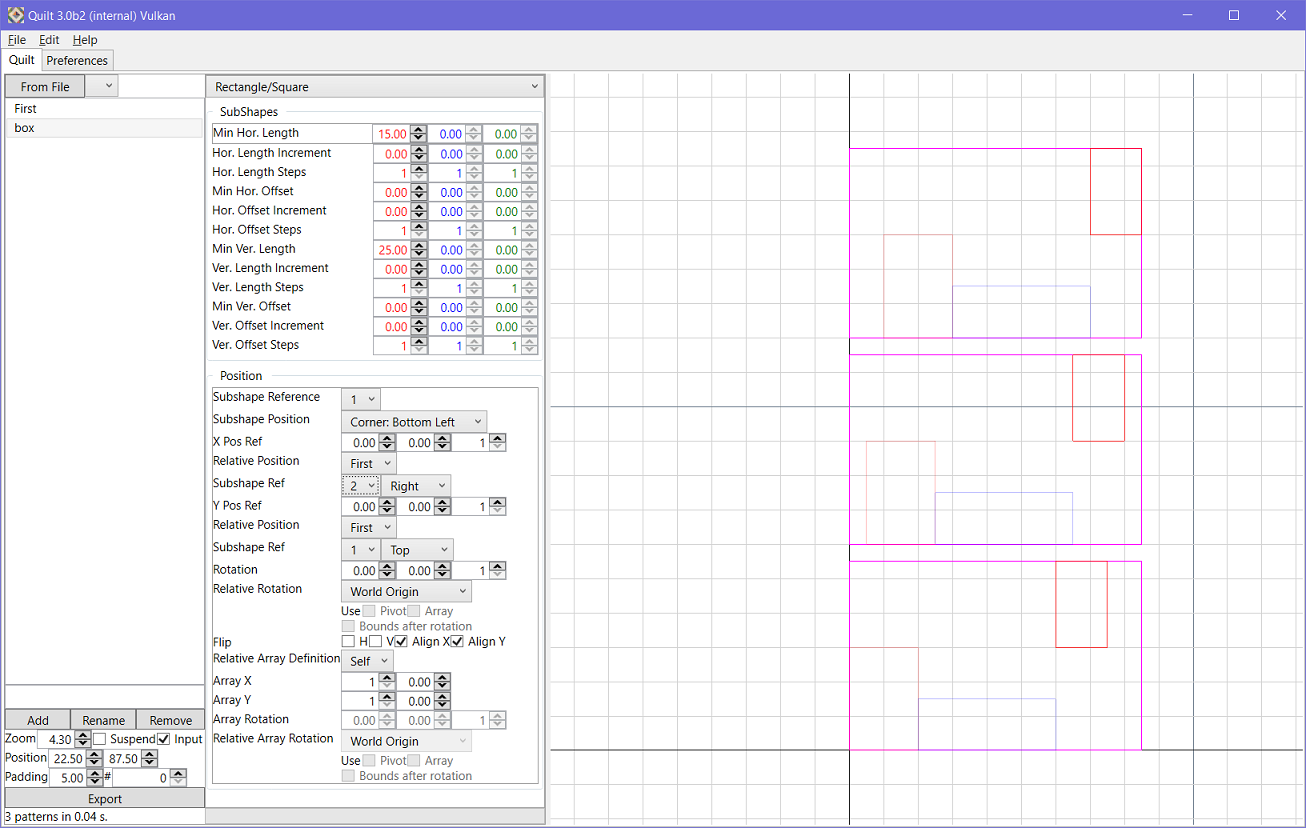 Quilt 3.0b2 (internal) Vulkan
File Edit Help
Quilt Preferences
From File
First
box
Rectangle/Square
SubShapes
Min Hor. Length 15.00 0.00 0.00
Hor. Length Increment 0.00 0.00 0.00
Hor. Length Steps 1 1 1
Min Hor. Offset 0.00 0.00 0.00
Hor. Offset Increment 0.00 0.00 0.00
Hor. Offset Steps 1 1 1
Min Ver. Length 25.00 0.00 0.00
Ver. Length Increment 0.00 0.00 0.00
Ver. Length Steps 1 1 1
Min Ver. Offset 0.00 0.00 0.00
Ver. Offset Increment 0.00 0.00 0.00
Ver. Offset Steps 1 1 1
Position
Subshape Reference 1
Subshape Position Corner: Bottom Left
X Pos Ref 0.00 0.00 1
Relative Position First
Subshape Ref 2 Right
Y Pos Ref 0.00 0.00 1
Relative Position First
Subshape Ref 1 Top
Rotation 0.00 0.00 1
Relative Rotation World Origin
Use Pivot Array
Bounds after rotation
Flip H V Align X Align Y
Relative Array Definition Self
Array X 1 0.00
Array Y 1 0.00
Array Rotation 0.00 0.00 1
Relative Array Rotation World Origin
Use Pivot Array
Bounds after rotation
Add Rename Remove
Zoom 4.30 Suspend Input
Position 22.50 87.50
Padding 5.00 # 0
Export
3 patterns in 0.04 s.